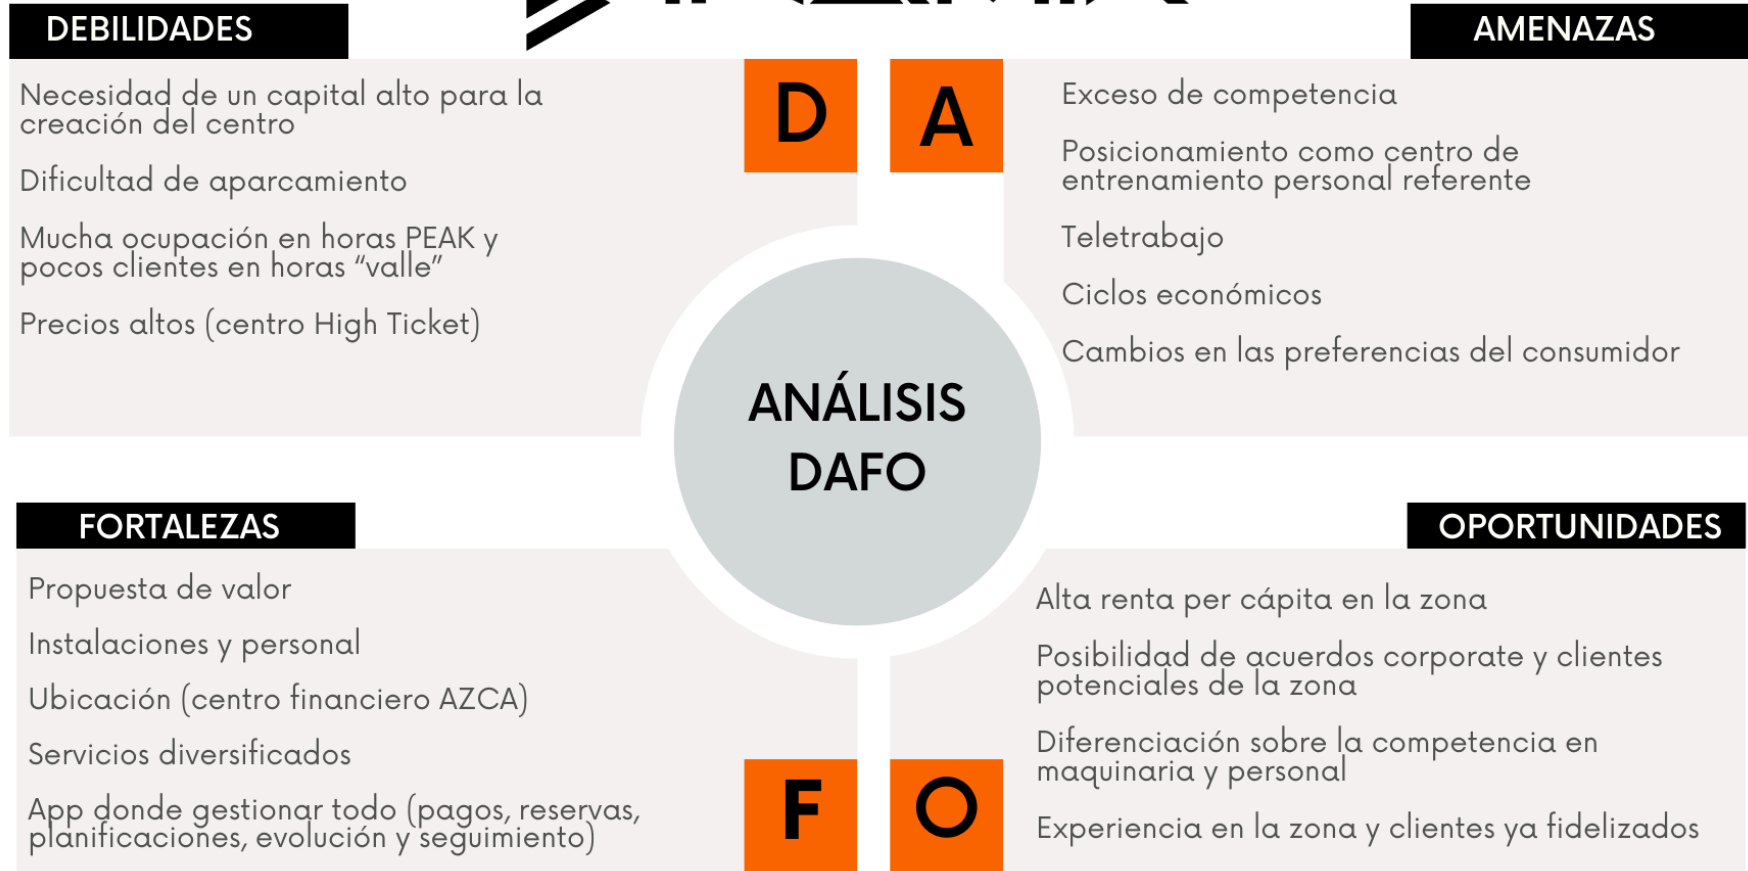 DEBILIDADES
Necesidad de un capital alto para la
creación del centro
Dificultad de aparcamiento
Mucha ocupación en horas PEAK y
pocos clientes en horas “valle”
Precios altos (centro High Ticket)
D
A
AMENAZAS
Exceso de competencia
Posicionamiento como centro de
entrenamiento personal referente
Teletrabajo
Ciclos económicos
Cambios en las preferencias del consumidor
ANÁLISIS
DAFO
FORTALEZAS
Propuesta de valor
Instalaciones y personal
Ubicación (centro financiero AZCA)
Servicios diversificados
App donde gestionar todo (pagos, reservas,
planificaciones, evolución y seguimiento)
F
O
OPORTUNIDADES
Alta renta per cápita en la zona
Posibilidad de acuerdos corporate y clientes
potenciales de la zona
Diferenciación sobre la competencia en
maquinaria y personal
Experiencia en la zona y clientes ya fidelizados